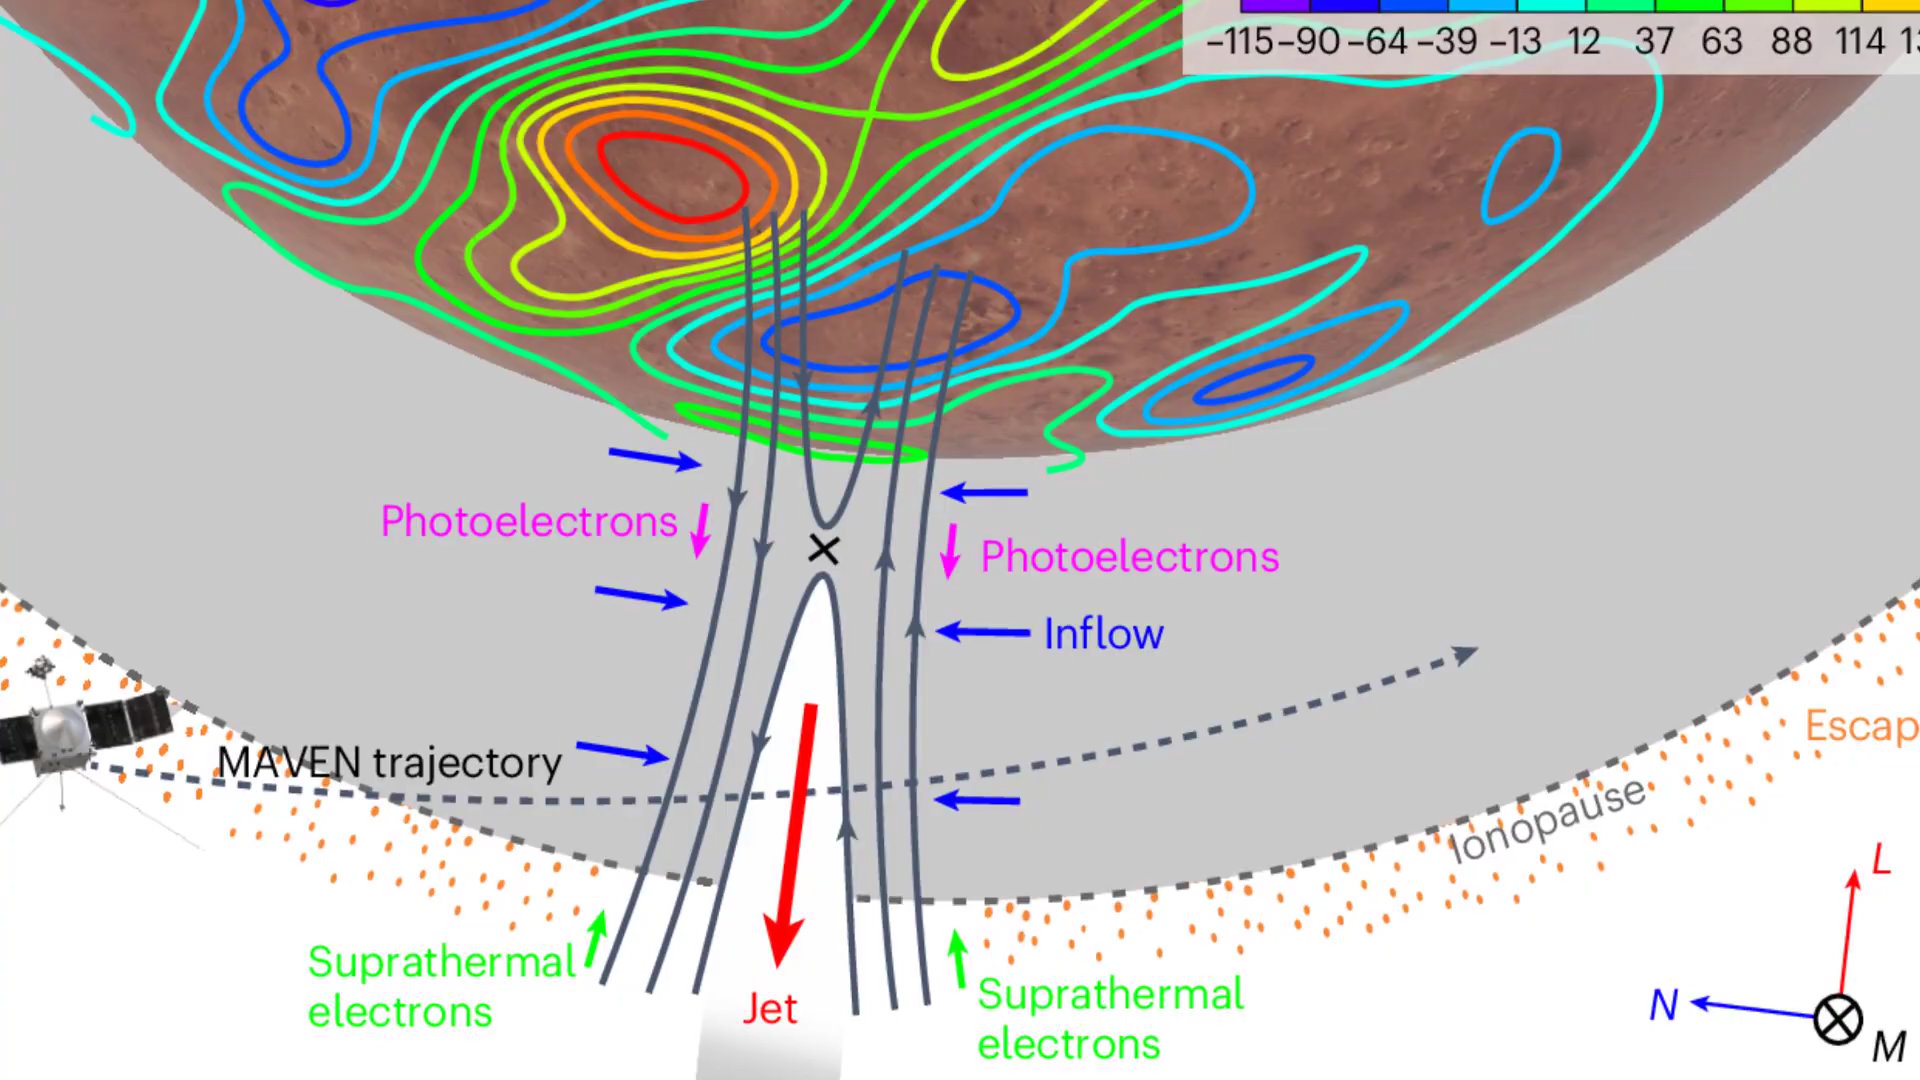 −115 −90 −64 −39 −13 12 37 63 88 114
Photoelectrons
Photoelectrons
Inflow
MAVEN trajectory
Ionopause
L
Suprathermal
electrons
Jet
Suprathermal
electrons
N
M